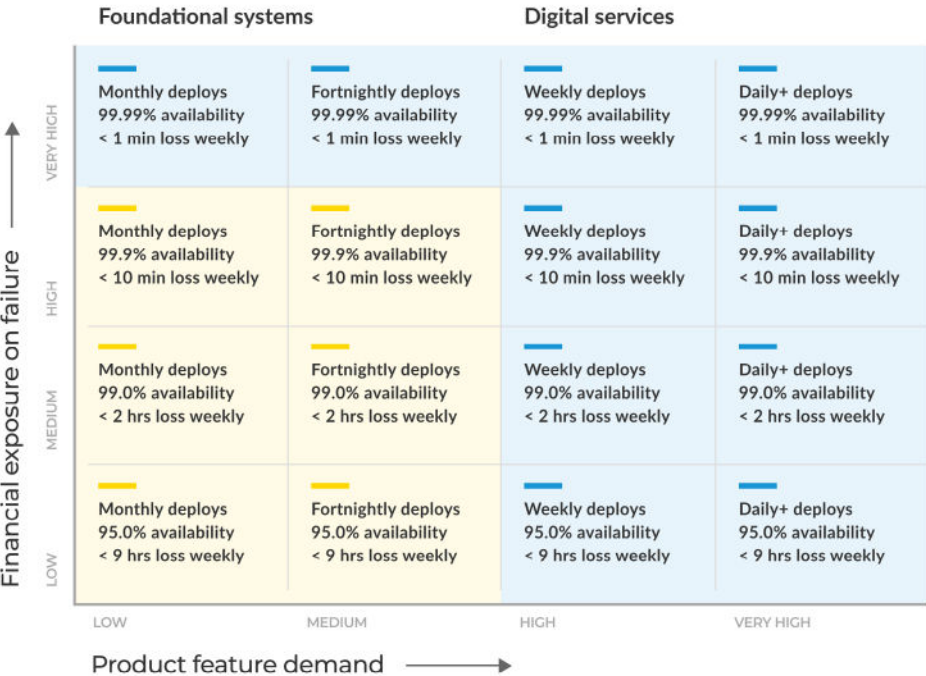 Foundational systems
Digital services
Financial exposure on failure
VERY HIGH
Monthly deploys
99.99% availability
< 1 min loss weekly
Fortnightly deploys
99.99% availability
< 1 min loss weekly
Weekly deploys
99.99% availability
< 1 min loss weekly
Daily+ deploys
99.99% availability
< 1 min loss weekly
HIGH
Monthly deploys
99.9% availability
< 10 min loss weekly
Fortnightly deploys
99.9% availability
< 10 min loss weekly
Weekly deploys
99.9% availability
< 10 min loss weekly
Daily+ deploys
99.9% availability
< 10 min loss weekly
MEDIUM
Monthly deploys
99.0% availability
< 2 hrs loss weekly
Fortnightly deploys
99.0% availability
< 2 hrs loss weekly
Weekly deploys
99.0% availability
< 2 hrs loss weekly
Daily+ deploys
99.0% availability
< 2 hrs loss weekly
LOW
Monthly deploys
95.0% availability
< 9 hrs loss weekly
Fortnightly deploys
95.0% availability
< 9 hrs loss weekly
Weekly deploys
95.0% availability
< 9 hrs loss weekly
Daily+ deploys
95.0% availability
< 9 hrs loss weekly
LOW
MEDIUM
HIGH
VERY HIGH
Product feature demand